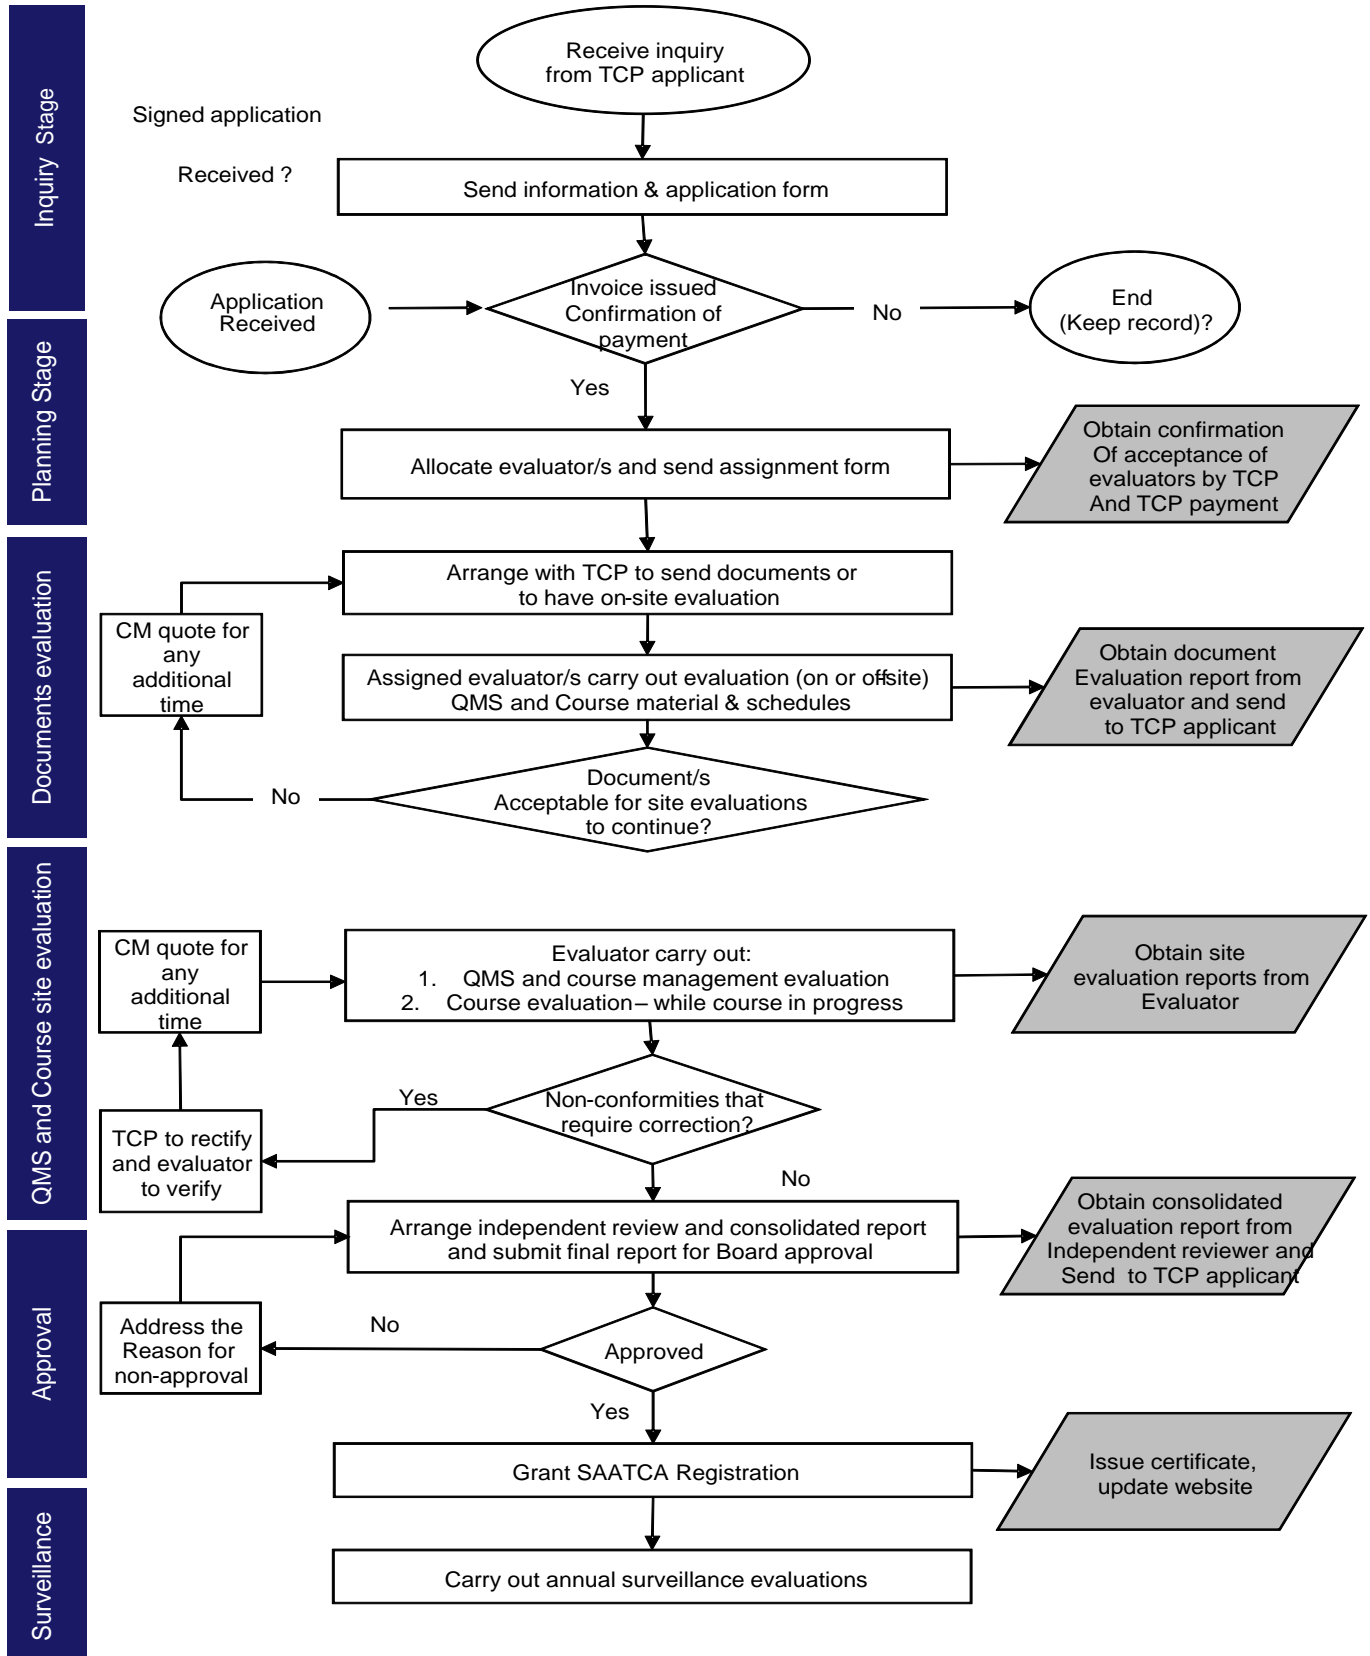 Inquiry Stage
Receive inquiry
from TCP applicant
Signed application
Received ?
Send information & application form
Application
Received
Invoice issued
Confirmation of
payment
No
End
(Keep record)?
Yes
Planning Stage
Allocate evaluator/s and send assignment form
Obtain confirmation
Of acceptance of
evaluators by TCP
And TCP payment
Documents evaluation
Arrange with TCP to send documents or
to have on-site evaluation
CM quote for
any
additional
time
Assigned evaluator/s carry out evaluation (on or offsite)
QMS and Course material & schedules
Obtain document
Evaluation report from
evaluator and send
to TCP applicant
Document/s
Acceptable for site evaluations
to continue?
No
QMS and Course site evaluation
CM quote for
any
additional
time
Evaluator carry out:
1. QMS and course management evaluation
2. Course evaluation – while course in progress
Obtain site
evaluation reports from
Evaluator
Yes
Non-conformities that
require correction?
TCP to rectify
and evaluator
to verify
No
Arrange independent review and consolidated report
and submit final report for Board approval
Obtain consolidated
evaluation report from
Independent reviewer and
Send to TCP applicant
Approval
Address the
Reason for
non-approval
No
Approved
Yes
Grant SAATCA Registration
Issue certificate,
update website
Surveillance
Carry out annual surveillance evaluations